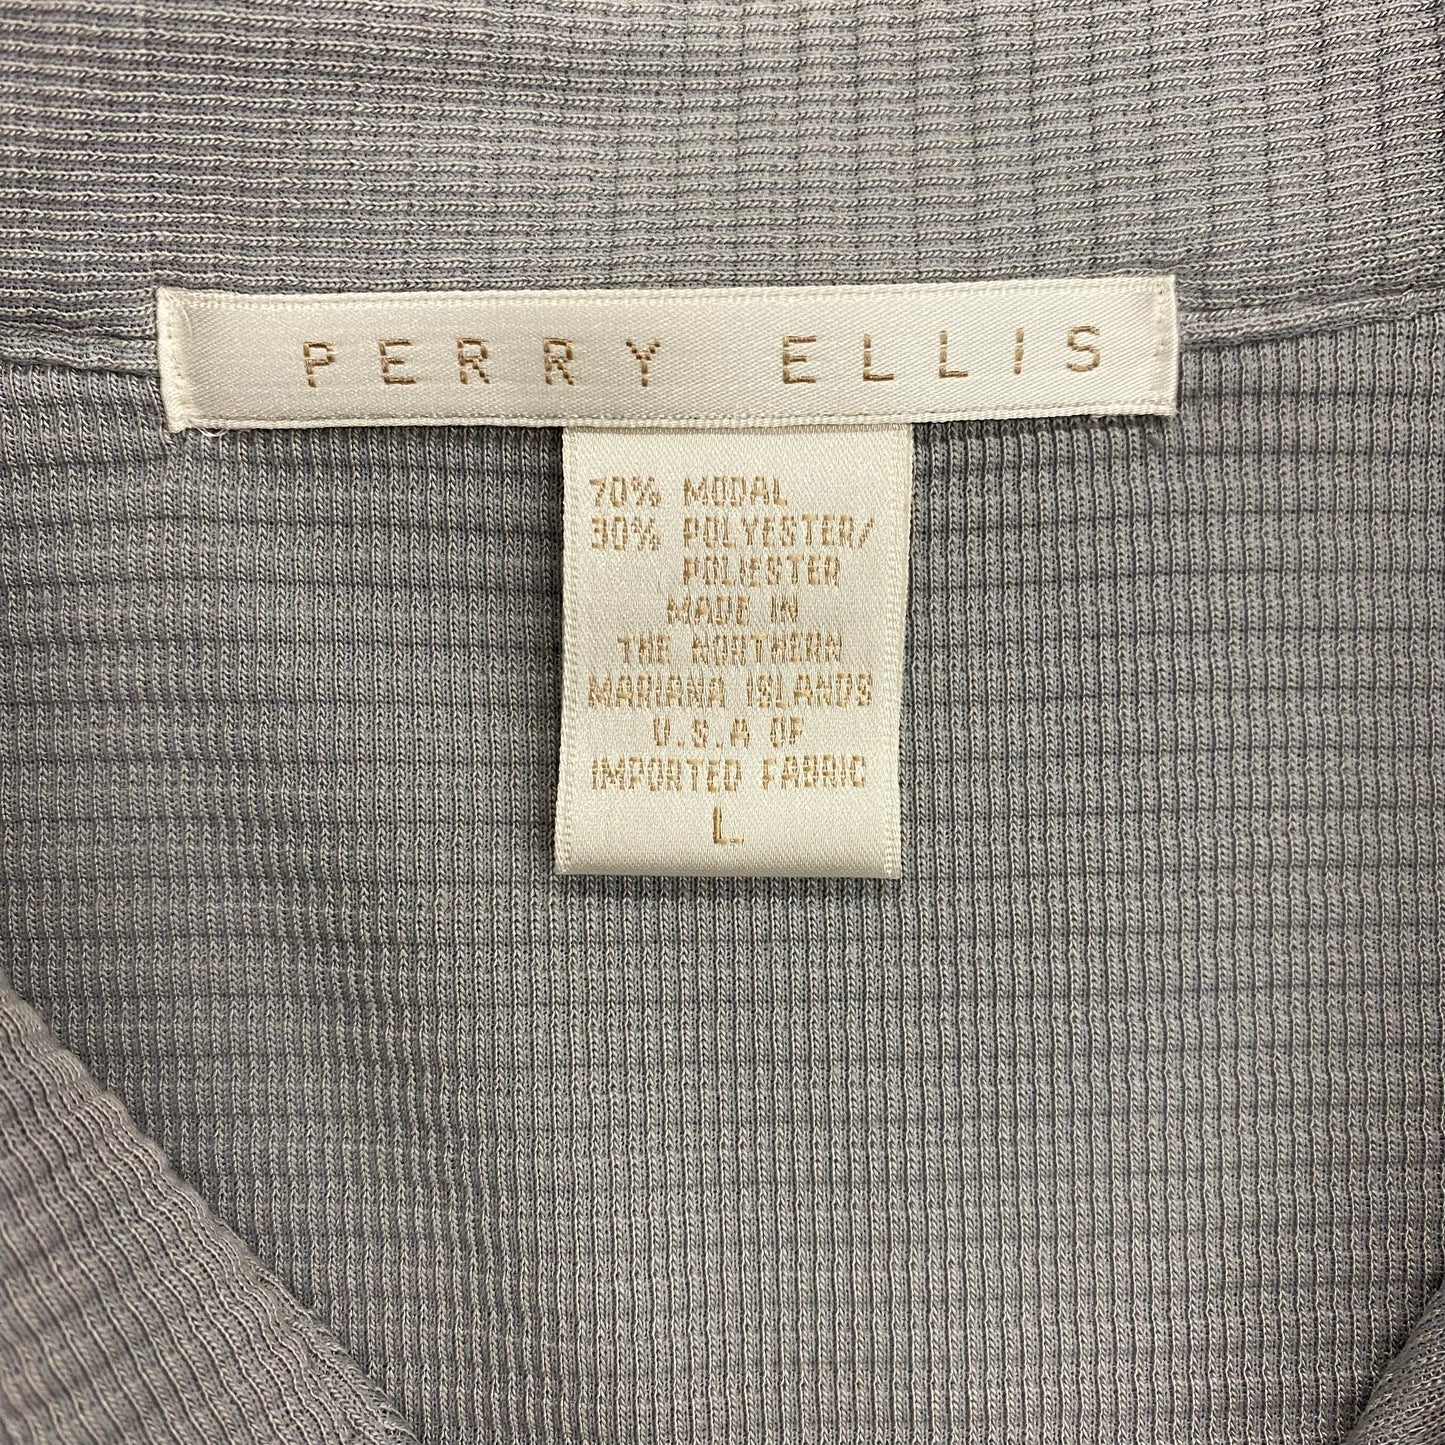 PERRY ELLIS
70% MODAL
30% POLYESTER/
POLIESTER
MADE IN
THE NORTHERN
MARIANA ISLANDS
U.S.A OF
IMPORTED FABRIC
L